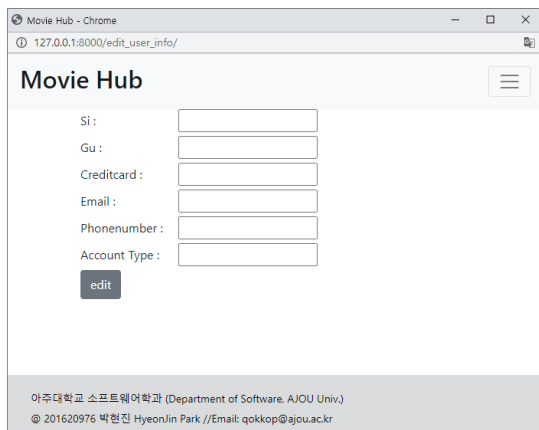 Movie Hub - Chrome
127.0.0.1:8000/edit_user_info/
Movie Hub
Si :
Gu :
Creditcard :
Email :
Phonenumber :
Account Type :
edit
아주대학교 소프트웨어학과 (Department of Software, AJOU Univ.)
@ 201620976 박현진 HyeonJin Park //Email: qokkop@ajou.ac.kr